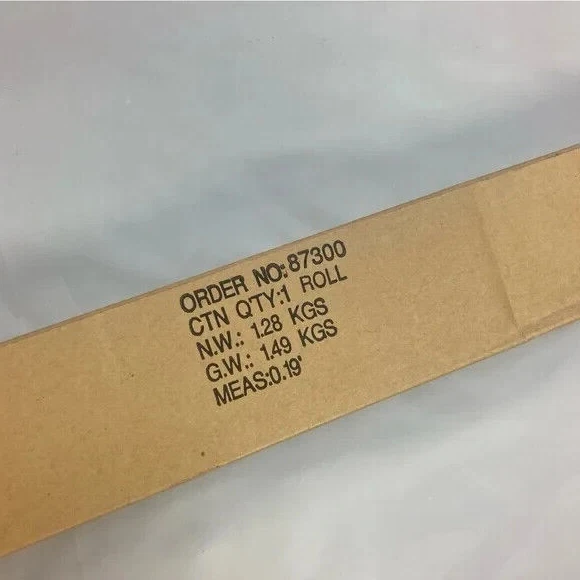 ORDER NO:87300
CTN QTY:1 ROLL
N.W.: 1.28 KGS
G.W.: 1.49 KGS
MEAS:0.19'